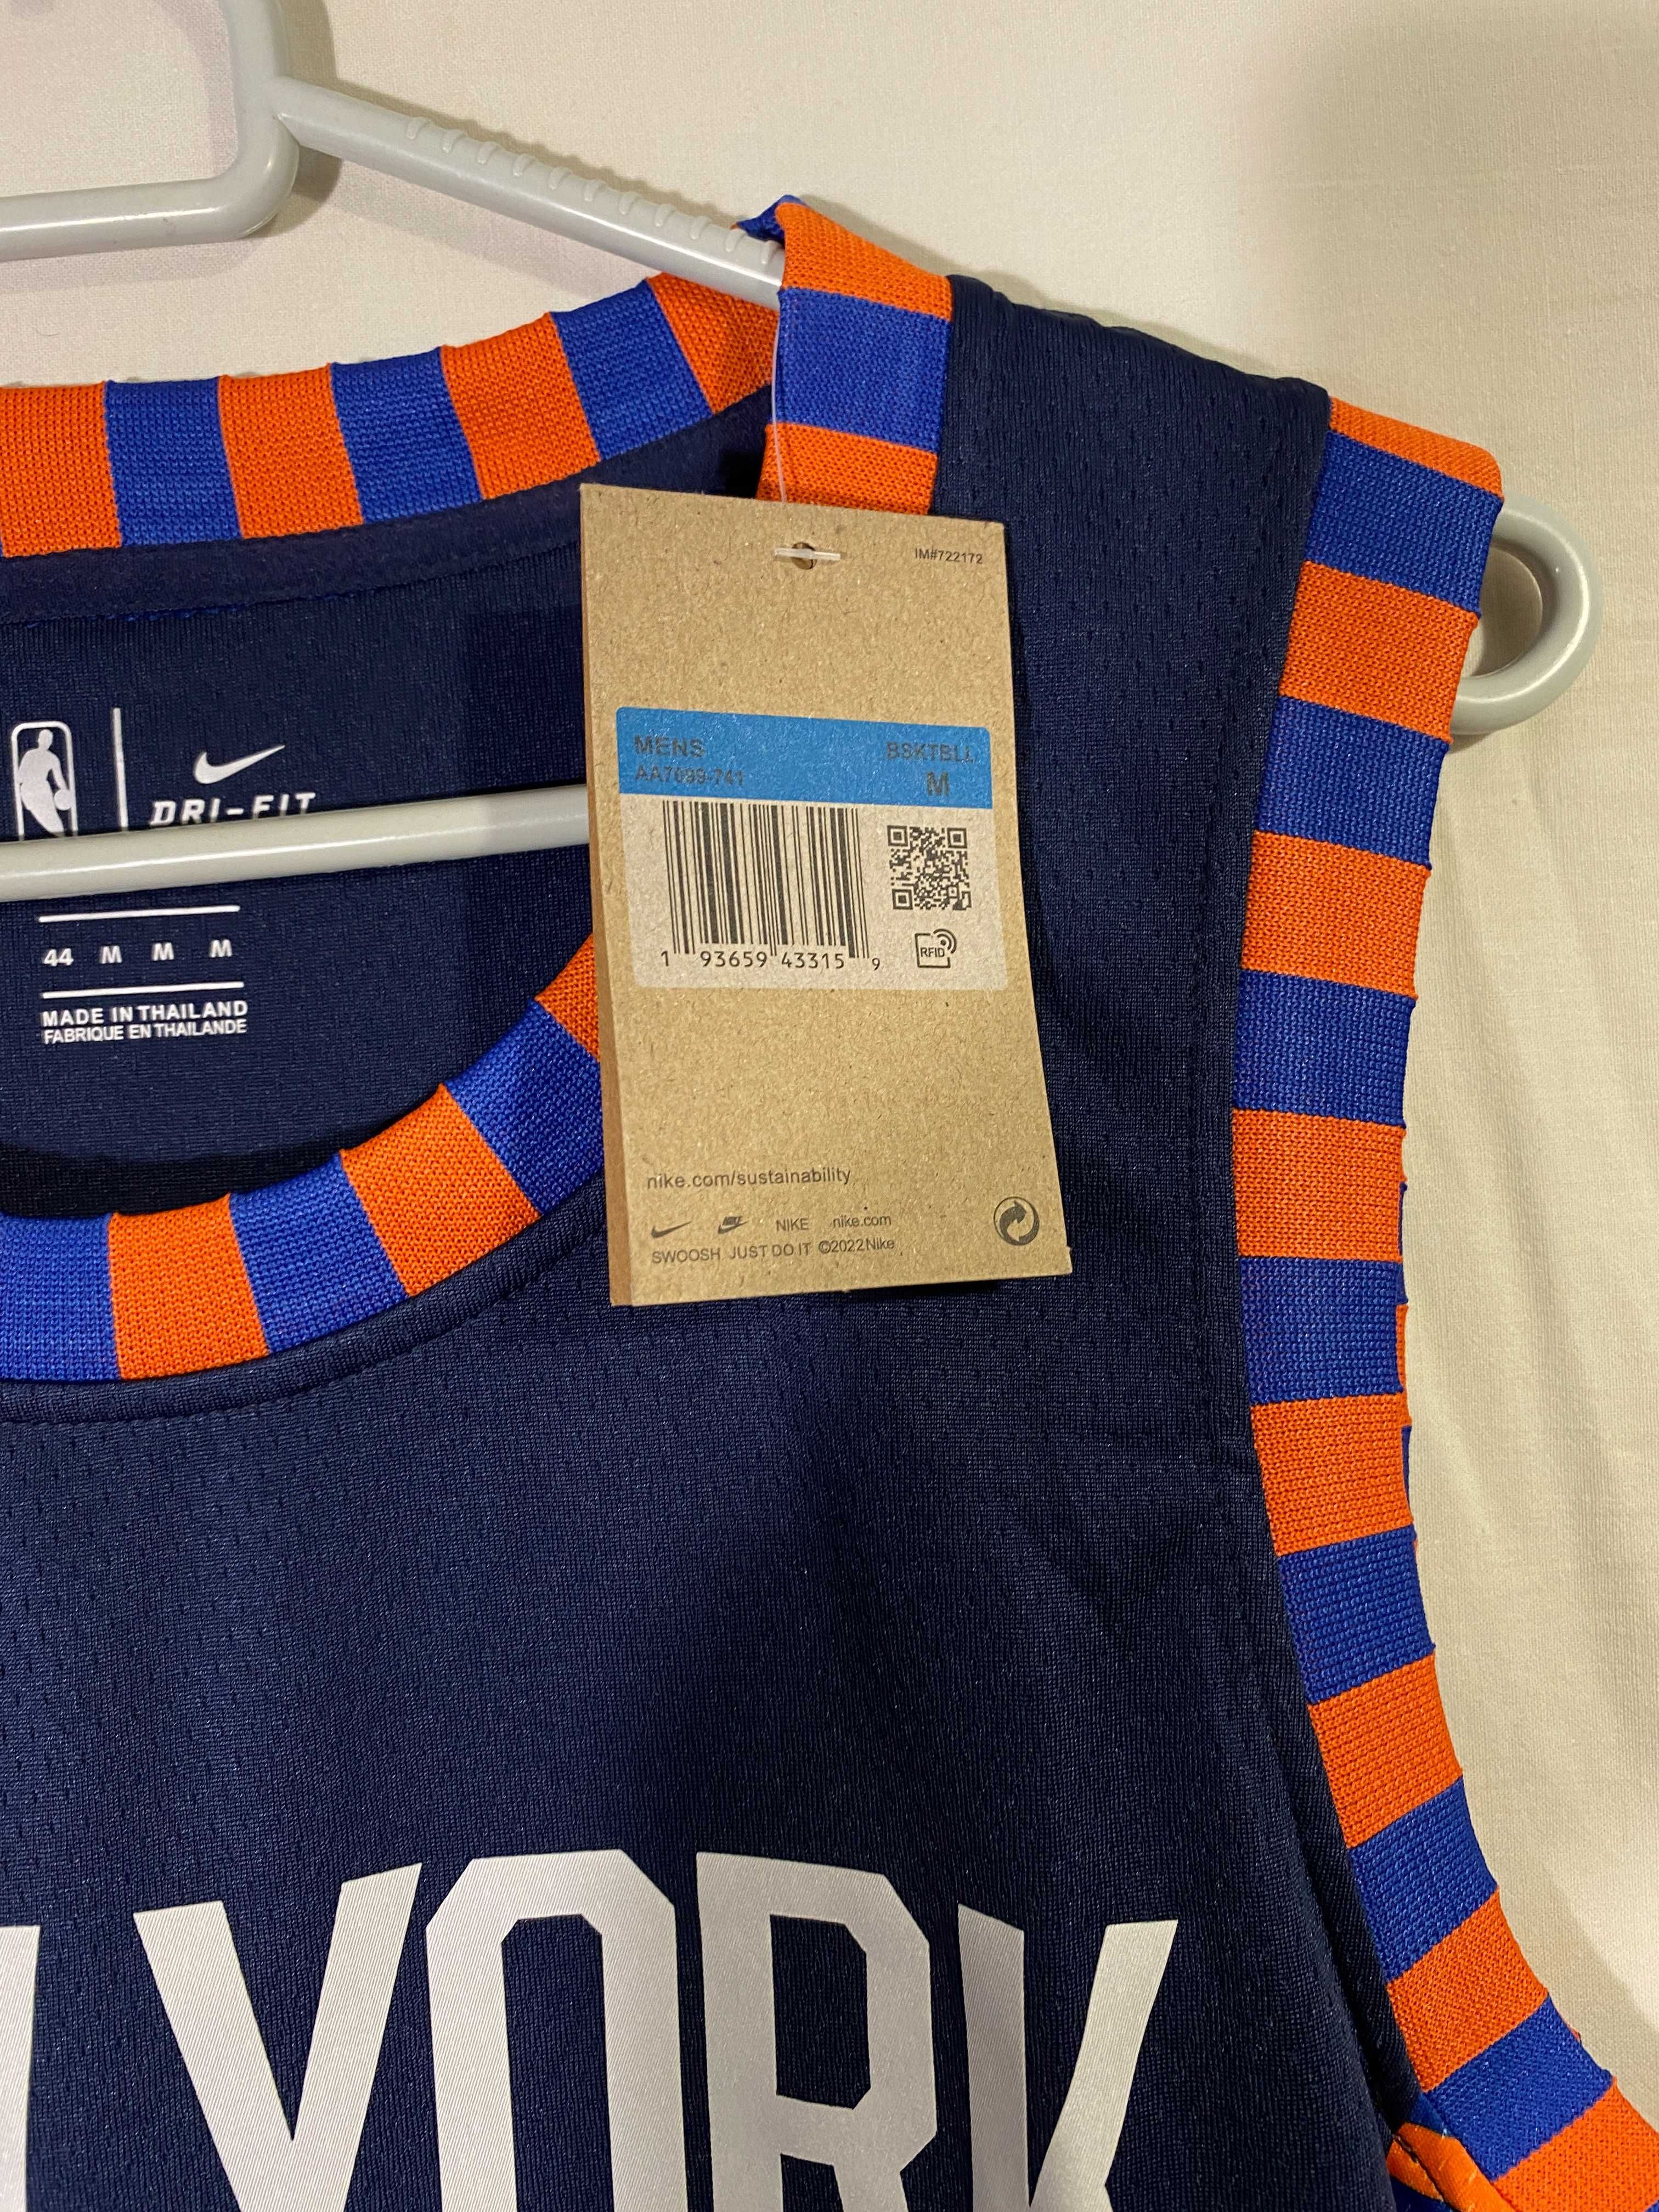 IM#722172
MENS BSKTBLL
AA7099-741 M
1 93659 43315 9
RFID
nike.com/sustainability
NIKE nike.com
SWOOSH JUST DO IT ©2022Nike
DRI-FIT
44 M M M
MADE IN THAILAND
FABRIQUE EN THAILANDE
YORK